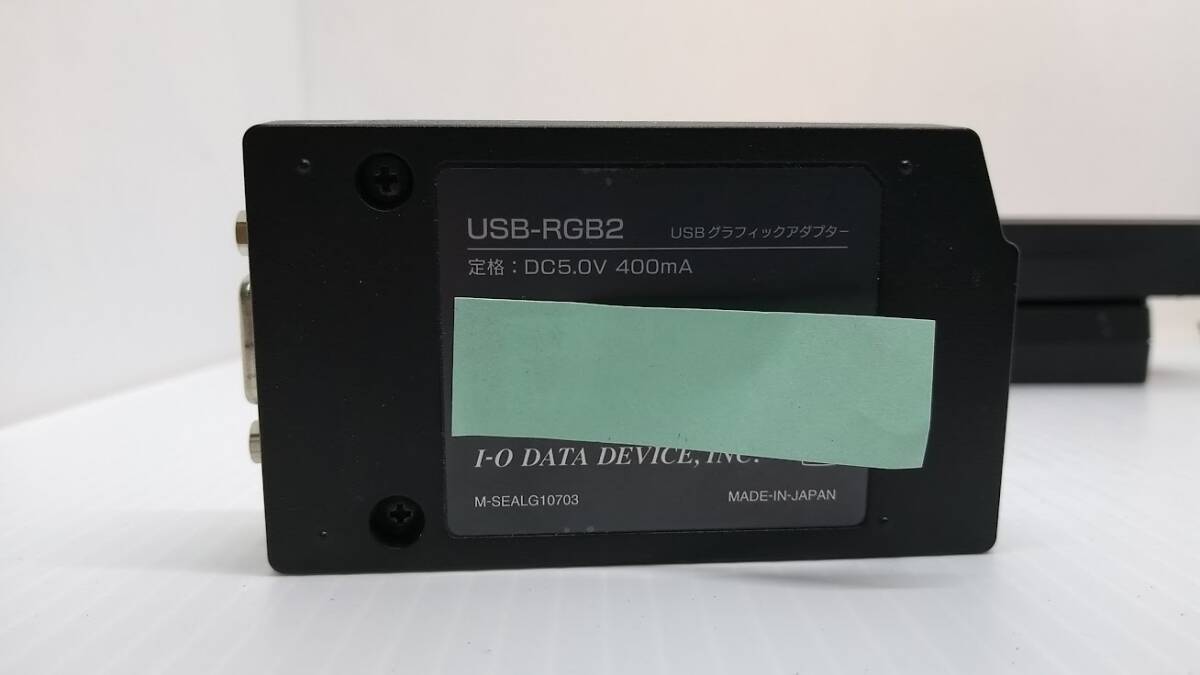 USB-RGB2 USBグラフィックアダプター
定格：DC5.0V 400mA
I-O DATA DEVICE, INC.
M-SEALG10703 MADE-IN-JAPAN